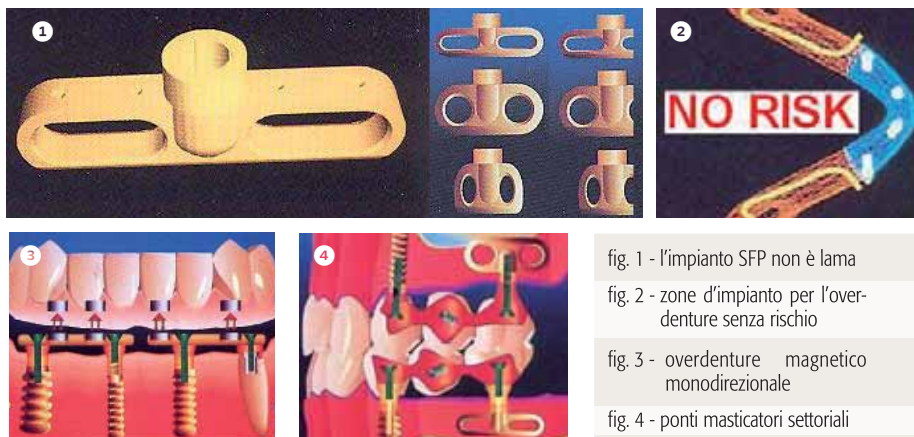 1
2
NO RISK
3
4
fig. 1 - l'impianto SFP non è lama
fig. 2 - zone d'impianto per l'over-
denture senza rischio
fig. 3 - overdenture magnetico
monodirezionale
fig. 4 - ponti masticatori settoriali